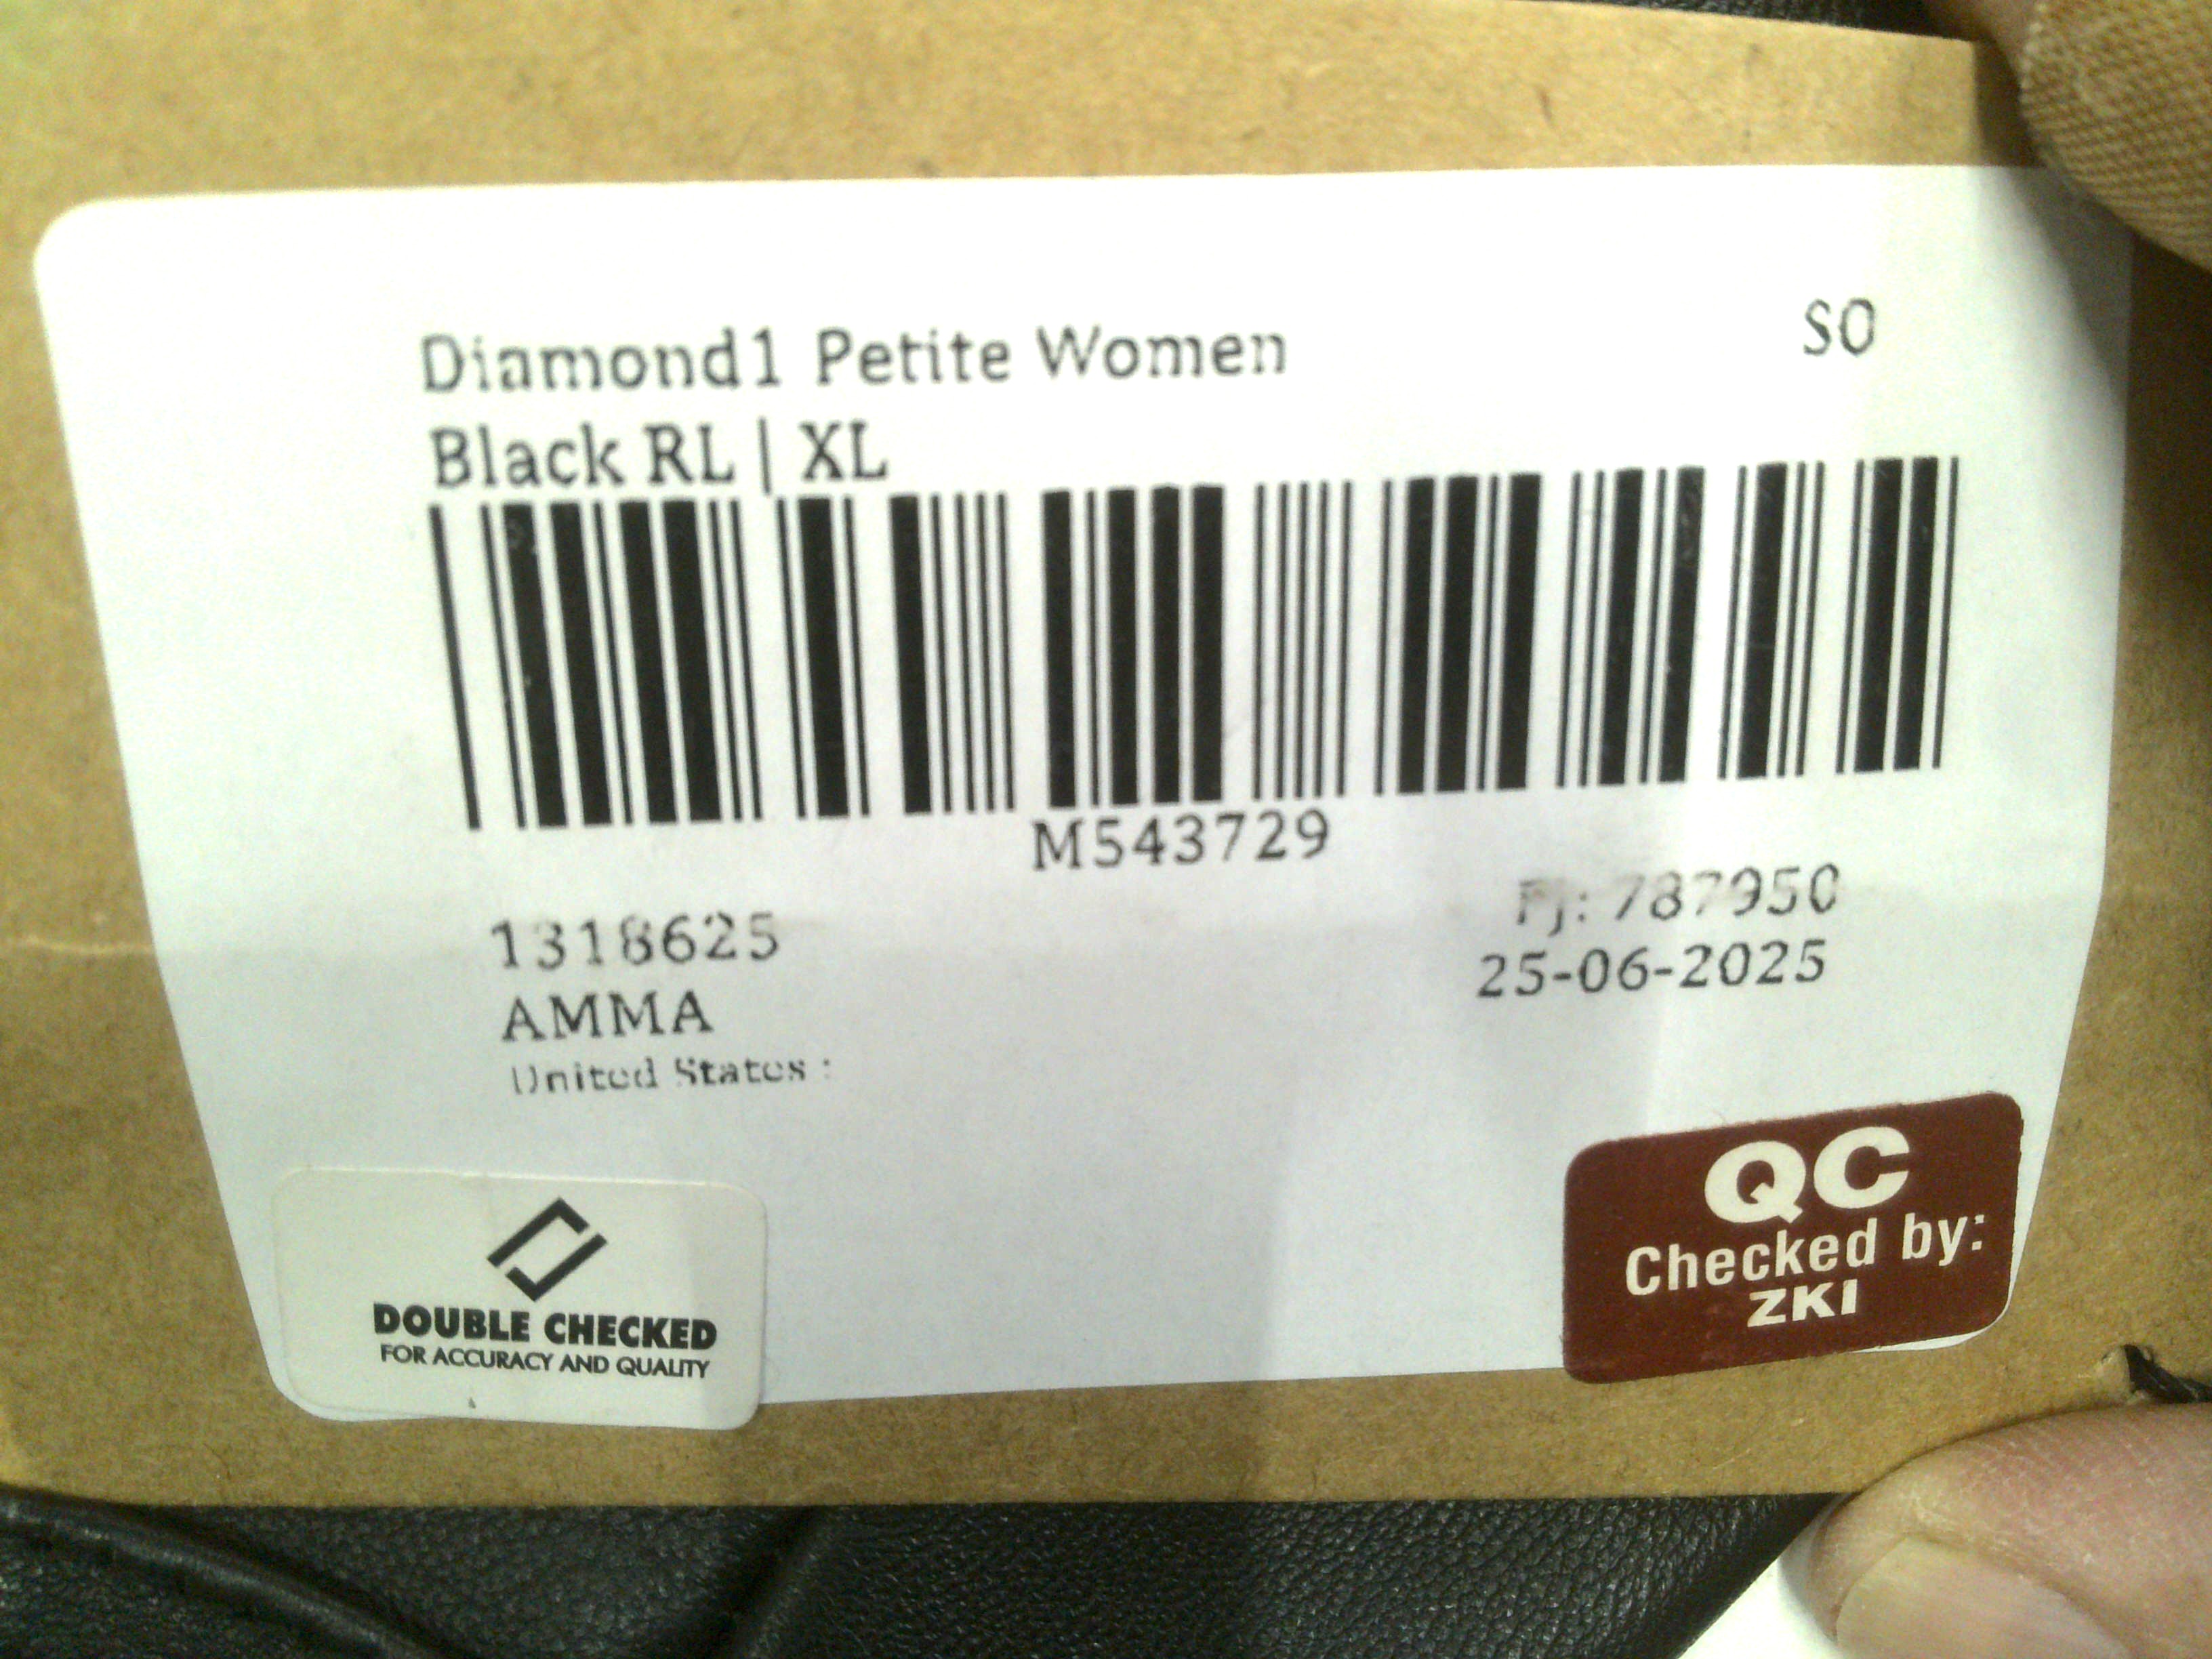 Diamond1 Petite Women
SO
Black RL | XL
M543729
1318625
FJ: 787950
AMMA
25-06-2025
United States :
DOUBLE CHECKED
FOR ACCURACY AND QUALITY
QC
Checked by:
ZKI